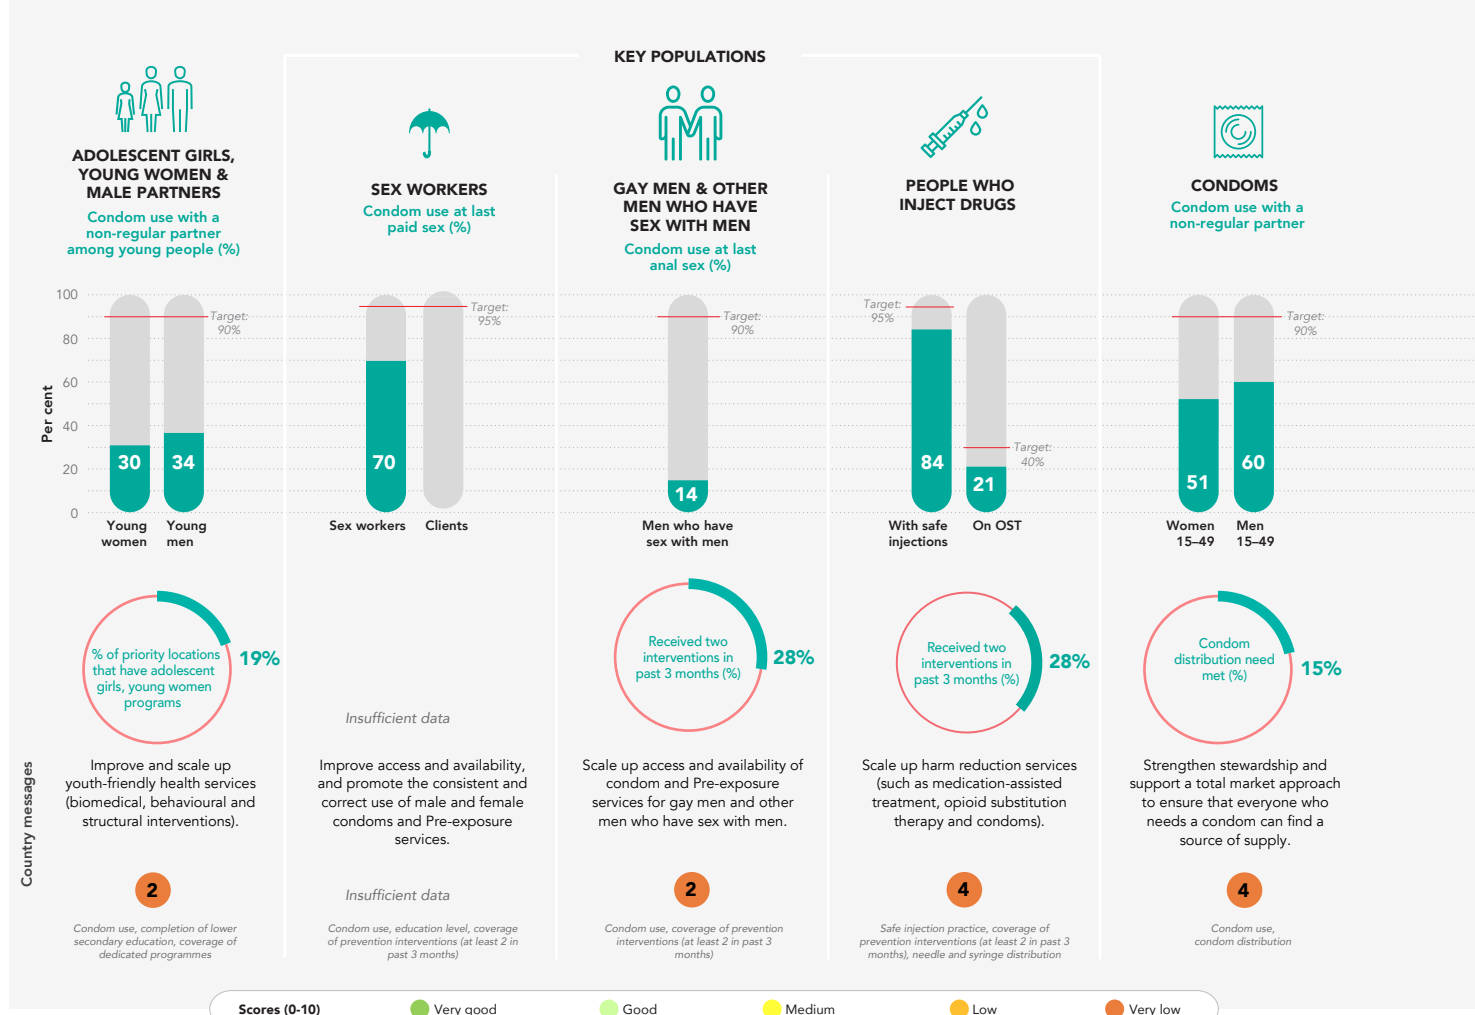 KEY POPULATIONS
ADOLESCENT GIRLS,
YOUNG WOMEN &
MALE PARTNERS
Condom use with a
non-regular partner
among young people (%)
SEX WORKERS
Condom use at last
paid sex (%)
GAY MEN & OTHER
MEN WHO HAVE
SEX WITH MEN
Condom use at last
anal sex (%)
PEOPLE WHO
INJECT DRUGS
CONDOMS
Condom use with a
non-regular partner
Per cent
100
80
60
40
20
0
Target:
90%
30
34
Young
women
Young
men
Target:
95%
70
Sex workers
Clients
Target:
90%
14
Men who have
sex with men
Target:
95%
84
Target:
40%
21
With safe
injections
On OST
Target:
90%
51
60
Women
15–49
Men
15–49
% of priority locations
that have adolescent
girls, young women
programs
19%
Insufficient data
Received two
interventions in
past 3 months (%)
28%
Received two
interventions in
past 3 months (%)
28%
Condom
distribution need
met (%)
15%
Country messages
Improve and scale up
youth-friendly health services
(biomedical, behavioural and
structural interventions).
Improve access and availability,
and promote the consistent and
correct use of male and female
condoms and Pre-exposure
services.
Scale up access and availability of
condom and Pre-exposure
services for gay men and other
men who have sex with men.
Scale up harm reduction services
(such as medication-assisted
treatment, opioid substitution
therapy and condoms).
Strengthen stewardship and
support a total market approach
to ensure that everyone who
needs a condom can find a
source of supply.
2
Insufficient data
2
4
4
Condom use, completion of lower
secondary education, coverage of
dedicated programmes
Condom use, education level, coverage
of prevention interventions (at least 2 in
past 3 months)
Condom use, coverage of prevention
interventions (at least 2 in past 3
months)
Safe injection practice, coverage of
prevention interventions (at least 2 in past 3
months), needle and syringe distribution
Condom use,
condom distribution
Scores (0-10)
Very good
Good
Medium
Low
Very low